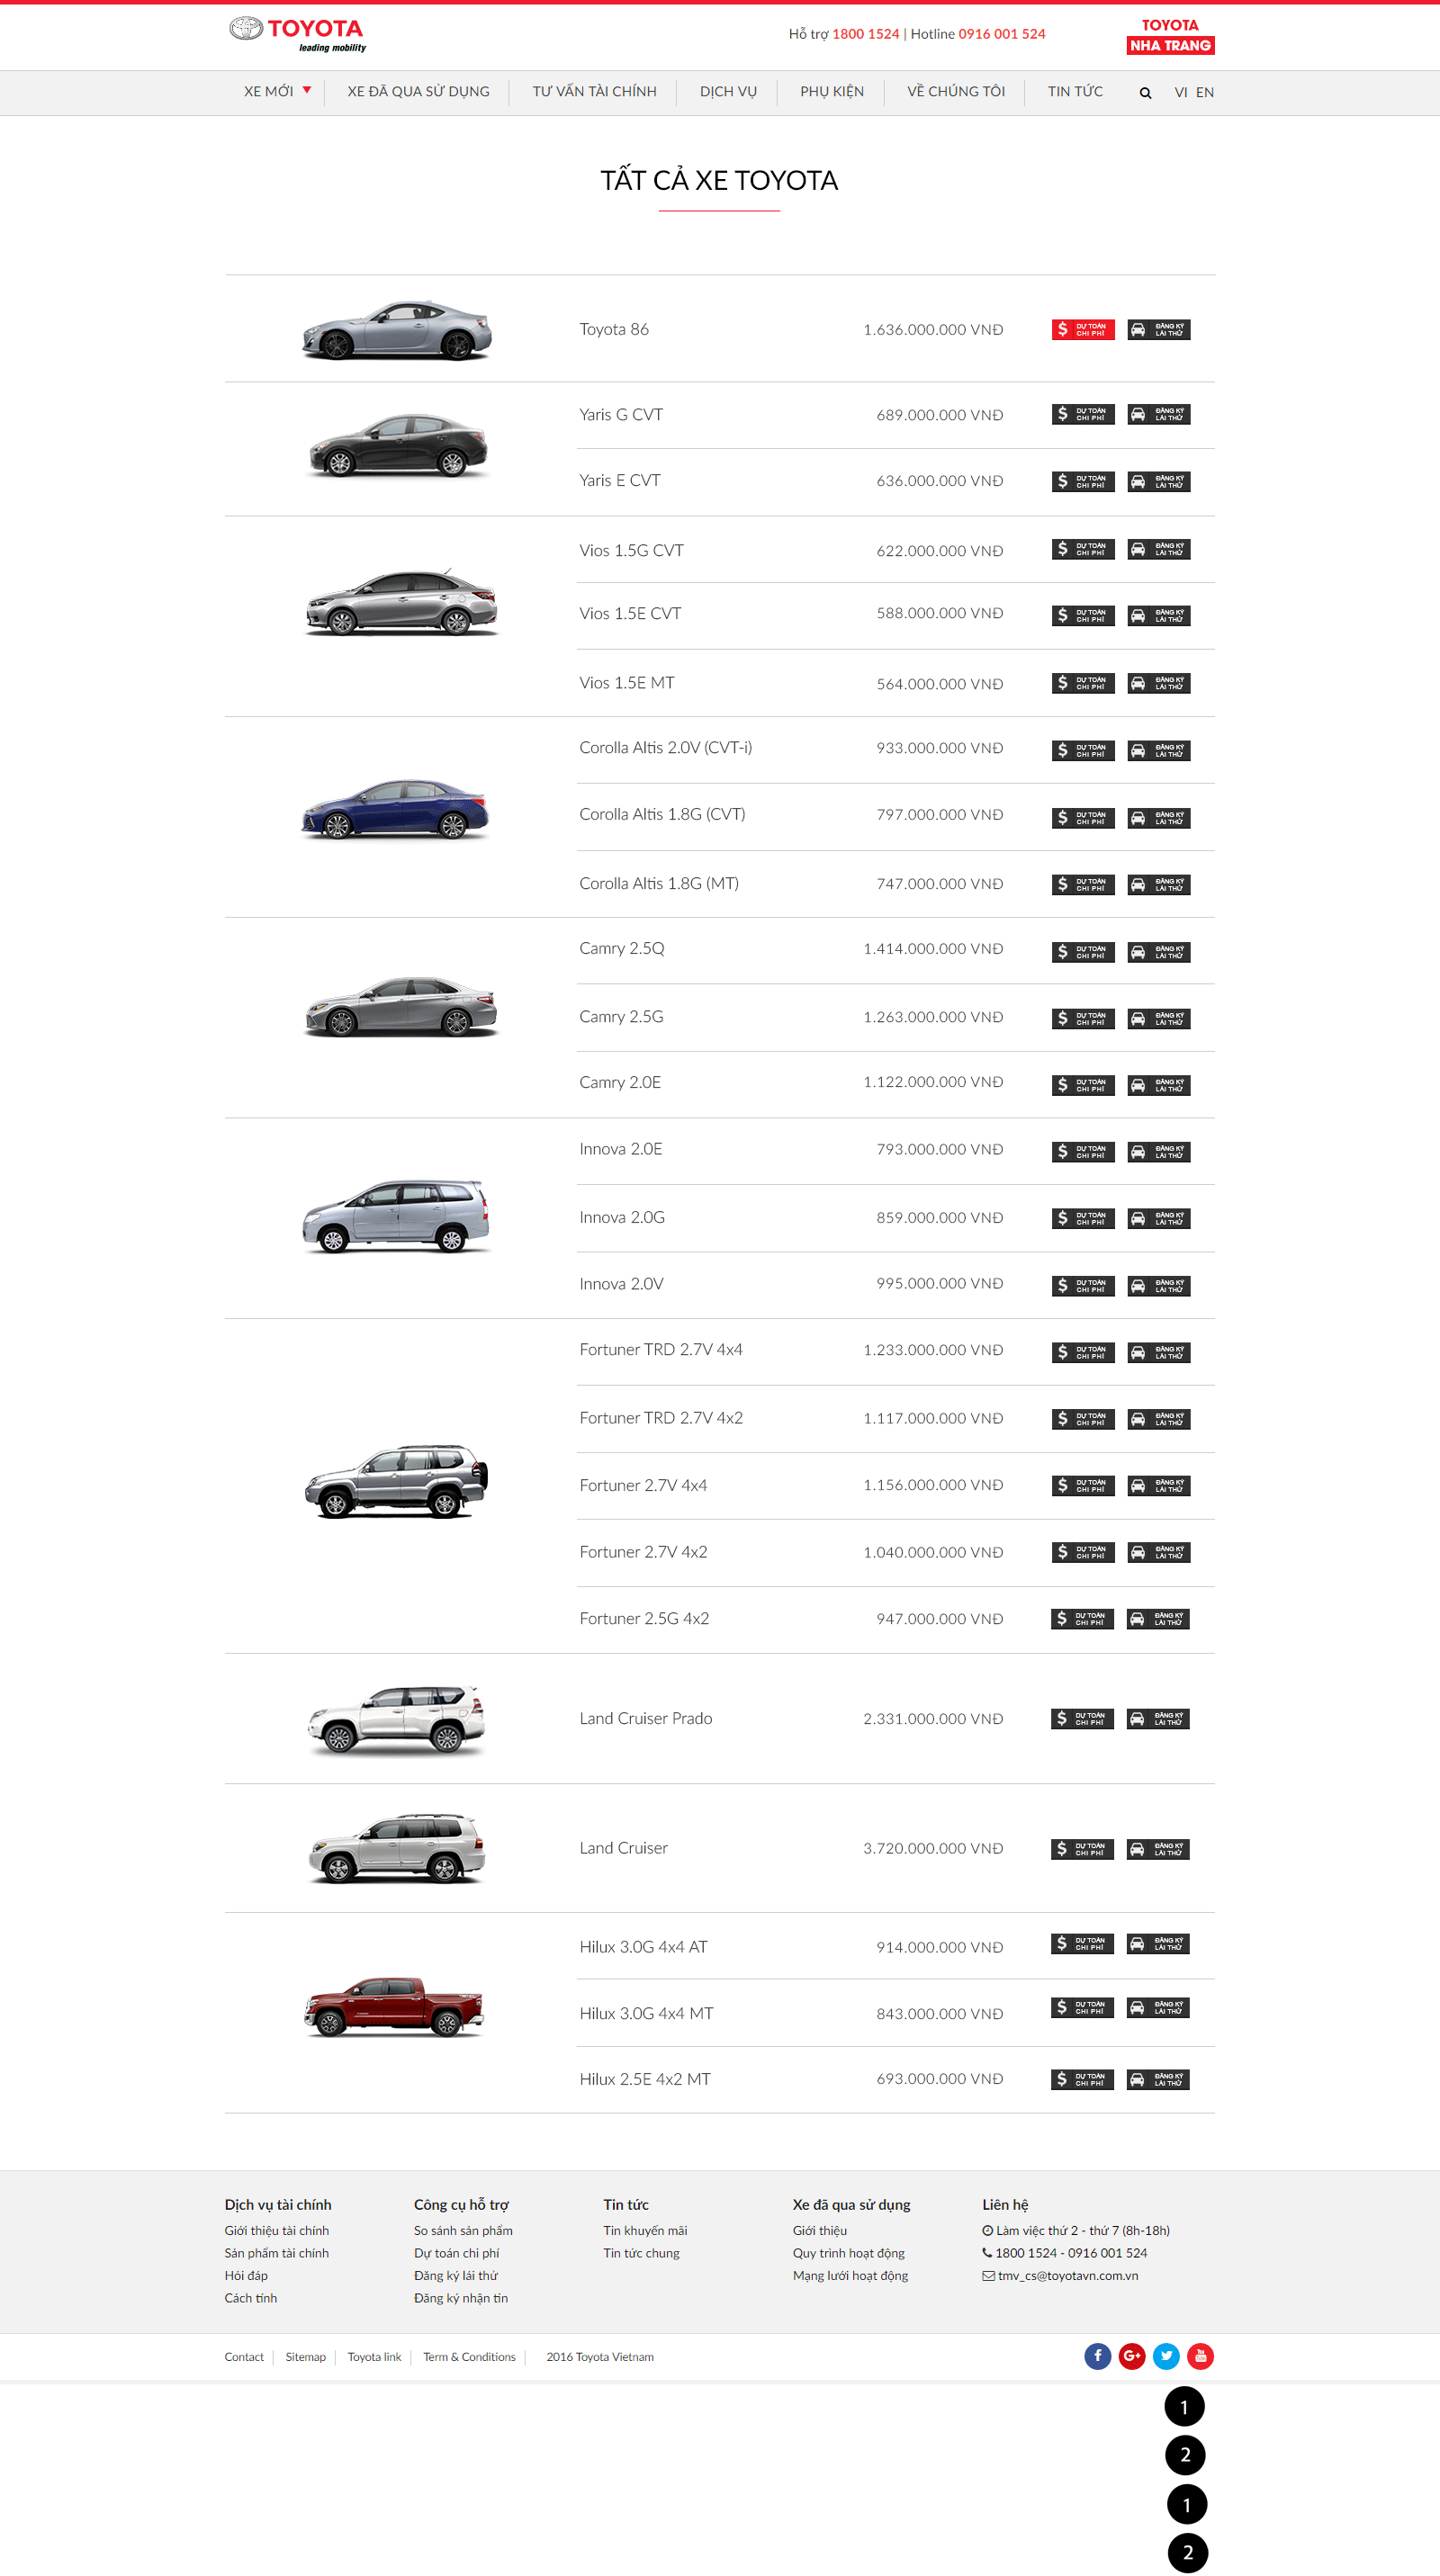 TOYOTA
leading mobility
Hỗ trợ 1800 1524 | Hotline 0916 001 524
TOYOTA
NHA TRANG
XE MỚI
XE ĐÃ QUA SỬ DỤNG
TƯ VẤN TÀI CHÍNH
DỊCH VỤ
PHỤ KIỆN
VỀ CHÚNG TÔI
TIN TỨC
VI EN
TẤT CẢ XE TOYOTA
Toyota 86 1.636.000.000 VNĐ DỰ TOÁN CHI PHÍ ĐĂNG KÝ LÁI THỬ
Yaris G CVT 689.000.000 VNĐ DỰ TOÁN CHI PHÍ ĐĂNG KÝ LÁI THỬ
Yaris E CVT 636.000.000 VNĐ DỰ TOÁN CHI PHÍ ĐĂNG KÝ LÁI THỬ
Vios 1.5G CVT 622.000.000 VNĐ DỰ TOÁN CHI PHÍ ĐĂNG KÝ LÁI THỬ
Vios 1.5E CVT 588.000.000 VNĐ DỰ TOÁN CHI PHÍ ĐĂNG KÝ LÁI THỬ
Vios 1.5E MT 564.000.000 VNĐ DỰ TOÁN CHI PHÍ ĐĂNG KÝ LÁI THỬ
Corolla Altis 2.0V (CVT-i) 933.000.000 VNĐ DỰ TOÁN CHI PHÍ ĐĂNG KÝ LÁI THỬ
Corolla Altis 1.8G (CVT) 797.000.000 VNĐ DỰ TOÁN CHI PHÍ ĐĂNG KÝ LÁI THỬ
Corolla Altis 1.8G (MT) 747.000.000 VNĐ DỰ TOÁN CHI PHÍ ĐĂNG KÝ LÁI THỬ
Camry 2.5Q 1.414.000.000 VNĐ DỰ TOÁN CHI PHÍ ĐĂNG KÝ LÁI THỬ
Camry 2.5G 1.263.000.000 VNĐ DỰ TOÁN CHI PHÍ ĐĂNG KÝ LÁI THỬ
Camry 2.0E 1.122.000.000 VNĐ DỰ TOÁN CHI PHÍ ĐĂNG KÝ LÁI THỬ
Innova 2.0E 793.000.000 VNĐ DỰ TOÁN CHI PHÍ ĐĂNG KÝ LÁI THỬ
Innova 2.0G 859.000.000 VNĐ DỰ TOÁN CHI PHÍ ĐĂNG KÝ LÁI THỬ
Innova 2.0V 995.000.000 VNĐ DỰ TOÁN CHI PHÍ ĐĂNG KÝ LÁI THỬ
Fortuner TRD 2.7V 4x4 1.233.000.000 VNĐ DỰ TOÁN CHI PHÍ ĐĂNG KÝ LÁI THỬ
Fortuner TRD 2.7V 4x2 1.117.000.000 VNĐ DỰ TOÁN CHI PHÍ ĐĂNG KÝ LÁI THỬ
Fortuner 2.7V 4x4 1.156.000.000 VNĐ DỰ TOÁN CHI PHÍ ĐĂNG KÝ LÁI THỬ
Fortuner 2.7V 4x2 1.040.000.000 VNĐ DỰ TOÁN CHI PHÍ ĐĂNG KÝ LÁI THỬ
Fortuner 2.5G 4x2 947.000.000 VNĐ DỰ TOÁN CHI PHÍ ĐĂNG KÝ LÁI THỬ
Land Cruiser Prado 2.331.000.000 VNĐ DỰ TOÁN CHI PHÍ ĐĂNG KÝ LÁI THỬ
Land Cruiser 3.720.000.000 VNĐ DỰ TOÁN CHI PHÍ ĐĂNG KÝ LÁI THỬ
Hilux 3.0G 4x4 AT 914.000.000 VNĐ DỰ TOÁN CHI PHÍ ĐĂNG KÝ LÁI THỬ
Hilux 3.0G 4x4 MT 843.000.000 VNĐ DỰ TOÁN CHI PHÍ ĐĂNG KÝ LÁI THỬ
Hilux 2.5E 4x2 MT 693.000.000 VNĐ DỰ TOÁN CHI PHÍ ĐĂNG KÝ LÁI THỬ
Dịch vụ tài chính
Giới thiệu tài chính
Sản phẩm tài chính
Hỏi đáp
Cách tính
Công cụ hỗ trợ
So sánh sản phẩm
Dự toán chi phí
Đăng ký lái thử
Đăng ký nhận tin
Tin tức
Tin khuyến mãi
Tin tức chung
Xe đã qua sử dụng
Giới thiệu
Quy trình hoạt động
Mạng lưới hoạt động
Liên hệ
Làm việc thứ 2 - thứ 7 (8h-18h)
1800 1524 - 0916 001 524
tmv_cs@toyotavn.com.vn
Contact
Sitemap
Toyota link
Term & Conditions
2016 Toyota Vietnam
1
2
1
2